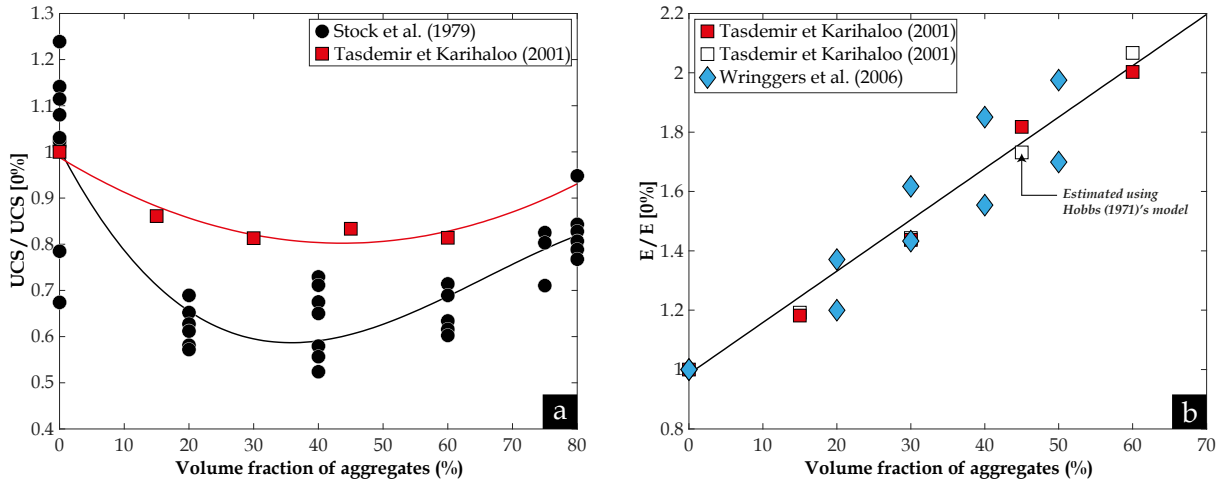 1.3
1.2
1.1
1
0.9
0.8
0.7
0.6
0.5
0.4
UCS / UCS [0%]
Stock et al. (1979)
Tasdemir et Karihaloo (2001)
0 10 20 30 40 50 60 70 80
Volume fraction of aggregates (%)
a
2.2
2
1.8
1.6
1.4
1.2
1
0.8
E / E [0%]
Tasdemir et Karihaloo (2001)
Tasdemir et Karihaloo (2001)
Wringgers et al. (2006)
Estimated using
Hobbs (1971)'s model
0 10 20 30 40 50 60 70
Volume fraction of aggregates (%)
b